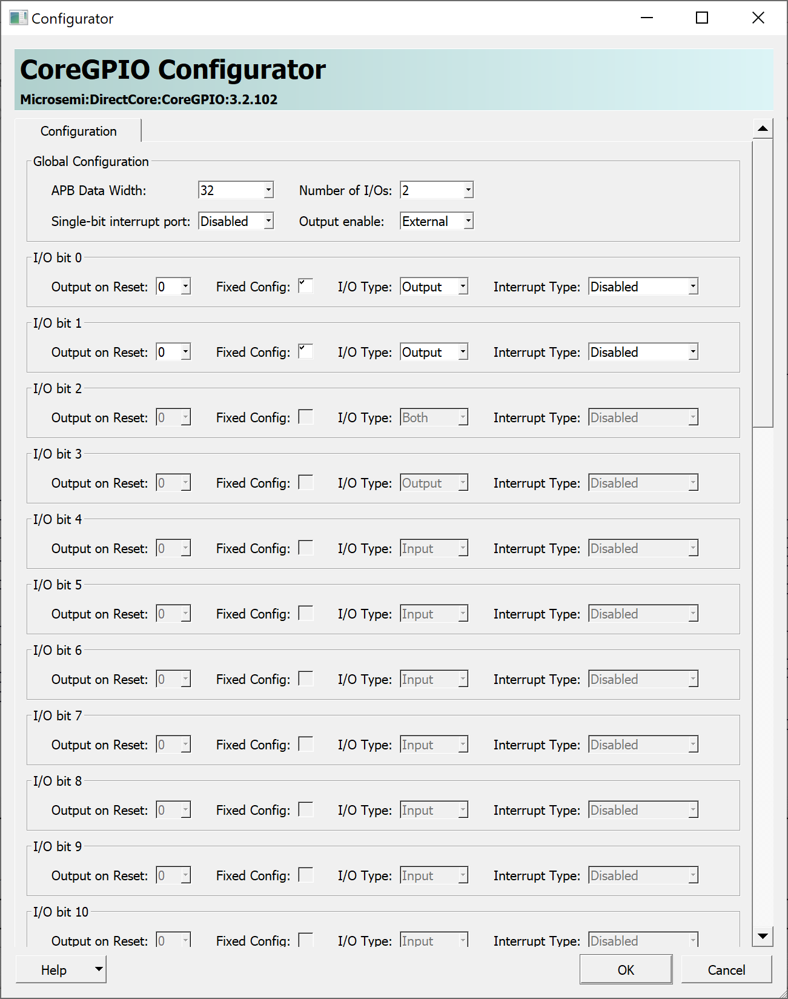 Configurator
CoreGPIO Configurator
Microsemi:DirectCore:CoreGPIO:3.2.102
Configuration
Global Configuration
APB Data Width: 32 Number of I/Os: 2
Single-bit interrupt port: Disabled Output enable: External
I/O bit 0
Output on Reset: 0 Fixed Config: I/O Type: Output Interrupt Type: Disabled
I/O bit 1
Output on Reset: 0 Fixed Config: I/O Type: Output Interrupt Type: Disabled
I/O bit 2
Output on Reset: 0 Fixed Config: I/O Type: Both Interrupt Type: Disabled
I/O bit 3
Output on Reset: 0 Fixed Config: I/O Type: Output Interrupt Type: Disabled
I/O bit 4
Output on Reset: 0 Fixed Config: I/O Type: Input Interrupt Type: Disabled
I/O bit 5
Output on Reset: 0 Fixed Config: I/O Type: Input Interrupt Type: Disabled
I/O bit 6
Output on Reset: 0 Fixed Config: I/O Type: Input Interrupt Type: Disabled
I/O bit 7
Output on Reset: 0 Fixed Config: I/O Type: Input Interrupt Type: Disabled
I/O bit 8
Output on Reset: 0 Fixed Config: I/O Type: Input Interrupt Type: Disabled
I/O bit 9
Output on Reset: 0 Fixed Config: I/O Type: Input Interrupt Type: Disabled
I/O bit 10
Output on Reset: 0 Fixed Config: I/O Type: Input Interrupt Type: Disabled
Help OK Cancel